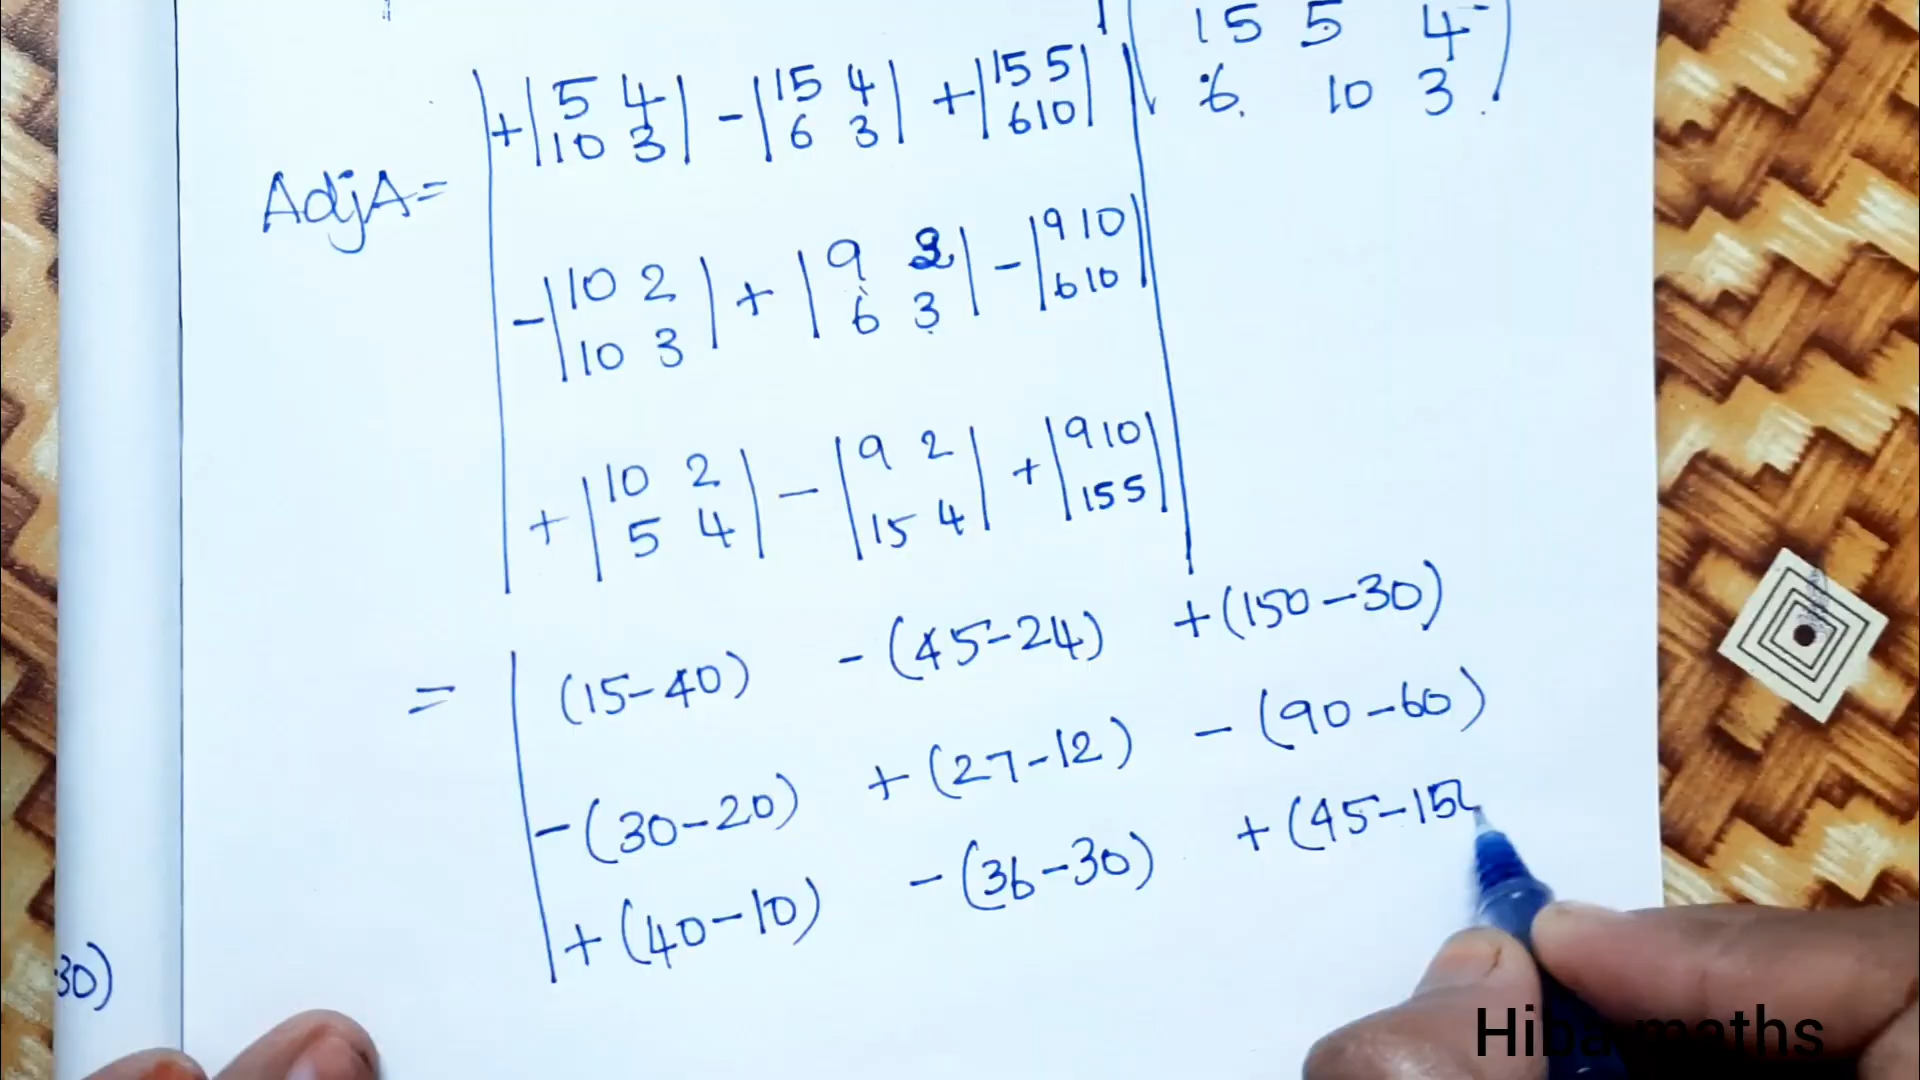 15 5 4
6 10 3
+|5 4| -|15 4| +|15 5|
10 3 6 3 6 10
AdjA=
-|10 2| + |9 2| -|9 10|
10 3 6 3 6 10
+|10 2| - |9 2| +|9 10|
5 4 15 4 15 5
= (15-40) -(45-24) +(150-30)
-(30-20) +(27-12) -(90-60)
+(40-10) -(36-30) +(45-150
30)
Hiba maths